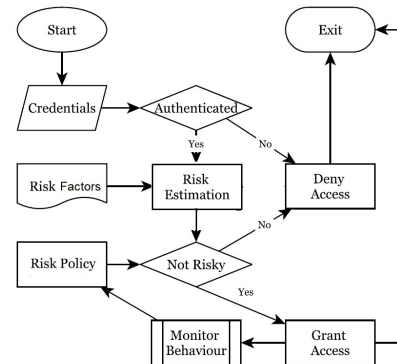 Start
Exit
Credentials
Authenticated
Yes
No
Risk Factors
Risk
Estimation
Deny
Access
No
Risk Policy
Not Risky
Yes
Monitor
Behaviour
Grant
Access